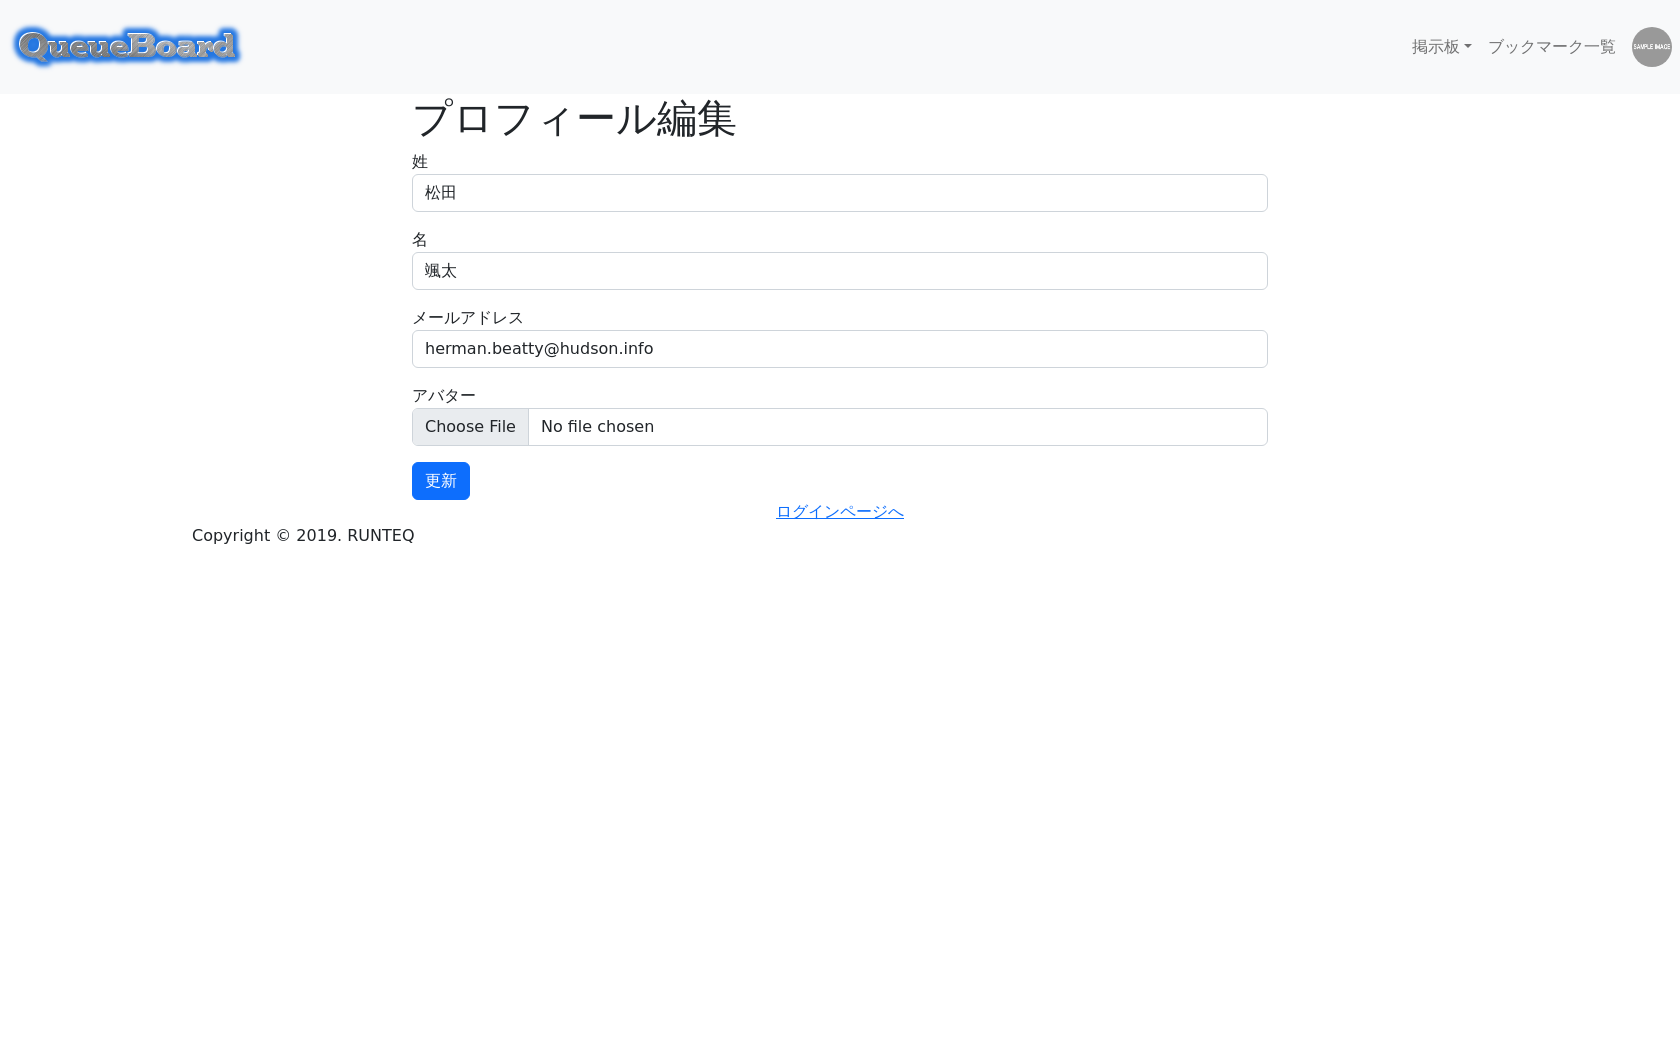 QueueBoard
掲示板 ブックマーク一覧 SAMPLE IMAGE
プロフィール編集
姓
松田
名
颯太
メールアドレス
herman.beatty@hudson.info
アバター
Choose File No file chosen
更新
ログインページへ
Copyright © 2019. RUNTEQ